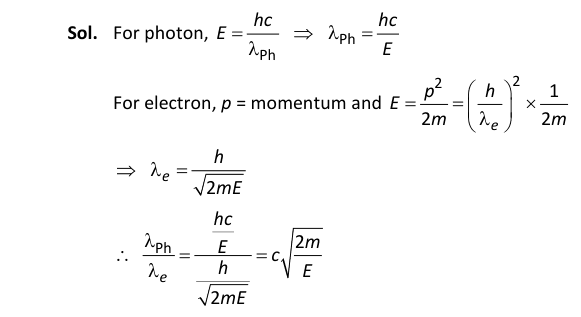 Sol. For photon, E = hc/λ_Ph ⇒ λ_Ph = hc/E
For electron, p = momentum and E = p²/2m = (h/λ_e)² × 1/2m
⇒ λ_e = h/√(2mE)
∴ λ_Ph/λ_e = (hc/E)/(h/√(2mE)) = c√(2m/E)